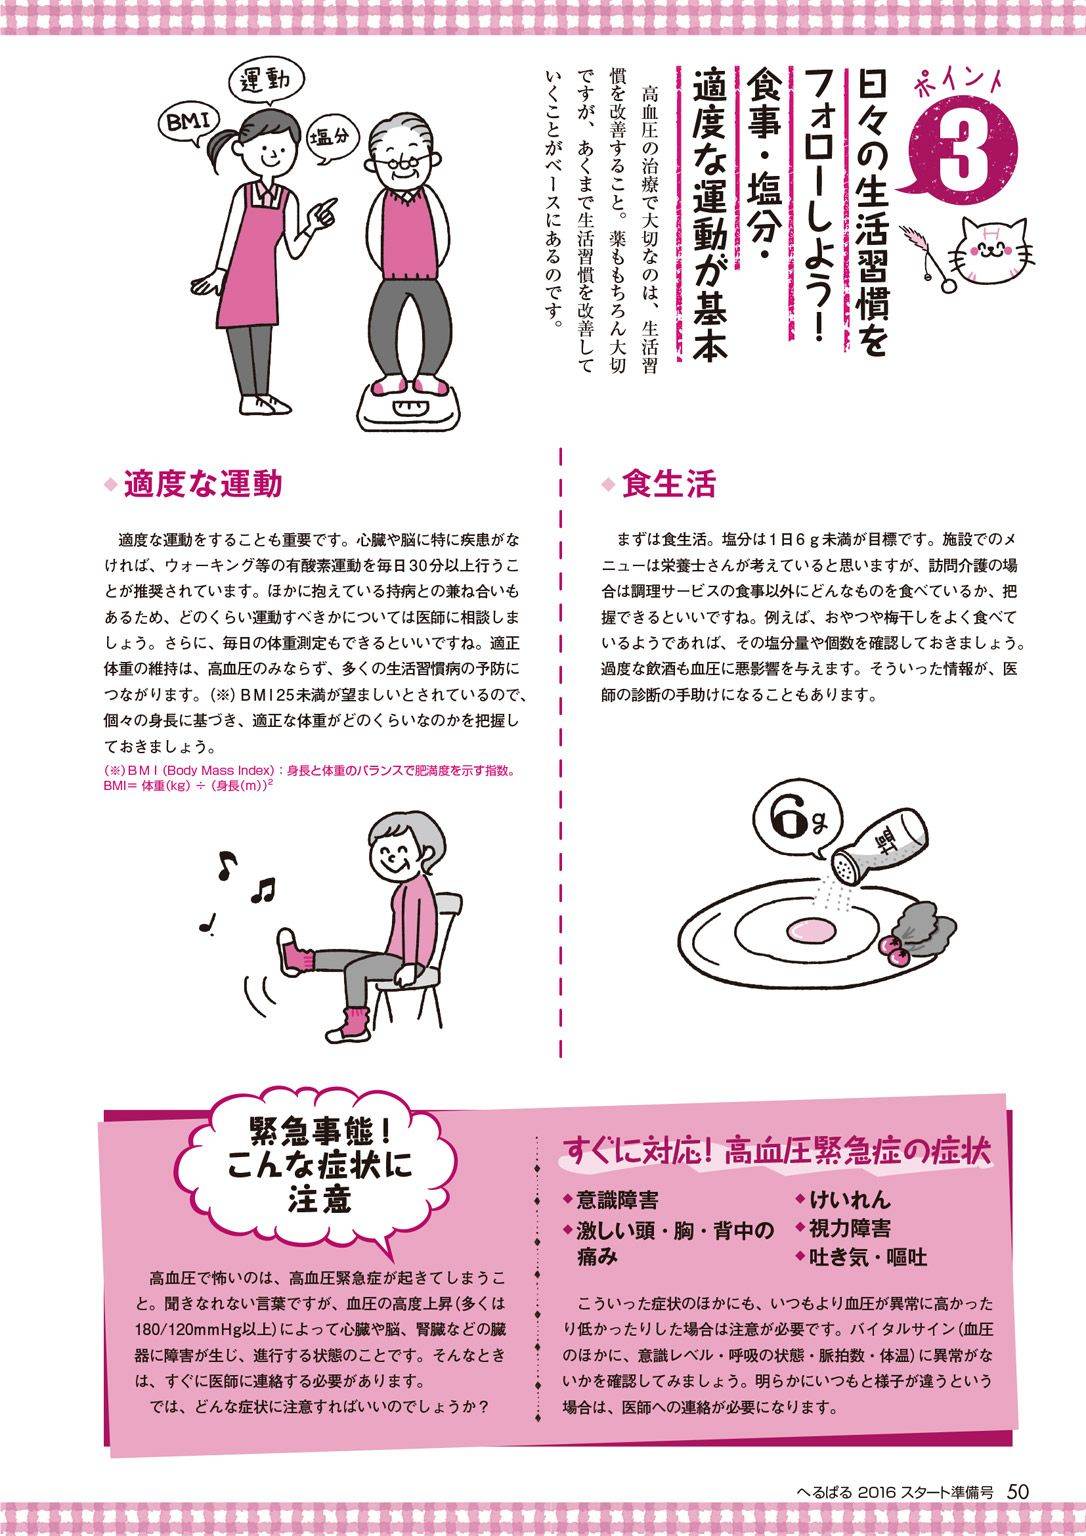 ポイント
3
日々の生活習慣を
フォローしよう！
食事・塩分・
適度な運動が基本
　高血圧の治療で大切なのは、生活習
慣を改善すること。薬ももちろん大切
ですが、あくまで生活習慣を改善して
いくことがベースにあるのです。
運動
BMI
塩分
食生活
　まずは食生活。塩分は1日6ｇ未満が目標です。施設でのメ
ニューは栄養士さんが考えていると思いますが、訪問介護の場
合は調理サービスの食事以外にどんなものを食べているか、把
握できるといいですね。例えば、おやつや梅干しをよく食べて
いるようであれば、その塩分量や個数を確認しておきましょう。
過度な飲酒も血圧に悪影響を与えます。そういった情報が、医
師の診断の手助けになることもあります。
6g
塩
適度な運動
　適度な運動をすることも重要です。心臓や脳に特に疾患がな
ければ、ウォーキング等の有酸素運動を毎日30分以上行うこ
とが推奨されています。ほかに抱えている持病との兼ね合いも
あるため、どのくらい運動すべきかについては医師に相談しま
しょう。さらに、毎日の体重測定もできるといいですね。適正
体重の維持は、高血圧のみならず、多くの生活習慣病の予防に
つながります。（※）ＢＭＩ25未満が望ましいとされているので、
個々の身長に基づき、適正な体重がどのくらいなのかを把握し
ておきましょう。
（※）ＢＭＩ（Body Mass Index）：身長と体重のバランスで肥満度を示す指数。
BMI＝ 体重（kg） ÷ （身長（m））²
緊急事態！
こんな症状に
注意
　高血圧で怖いのは、高血圧緊急症が起きてしまうこ
と。聞きなれない言葉ですが、血圧の高度上昇（多くは
180/120mmHg以上）によって心臓や脳、腎臓などの臓
器に障害が生じ、進行する状態のことです。そんなとき
は、すぐに医師に連絡する必要があります。
　では、どんな症状に注意すればいいのでしょうか？
すぐに対応！高血圧緊急症の症状
意識障害
激しい頭・胸・背中の
痛み
けいれん
視力障害
吐き気・嘔吐
　こういった症状のほかにも、いつもより血圧が異常に高かった
り低かったりした場合は注意が必要です。バイタルサイン（血圧
のほかに、意識レベル・呼吸の状態・脈拍数・体温）に異常がな
いかを確認してみましょう。明らかにいつもと様子が違うという
場合は、医師への連絡が必要になります。
へるぱる 2016 スタート準備号　50